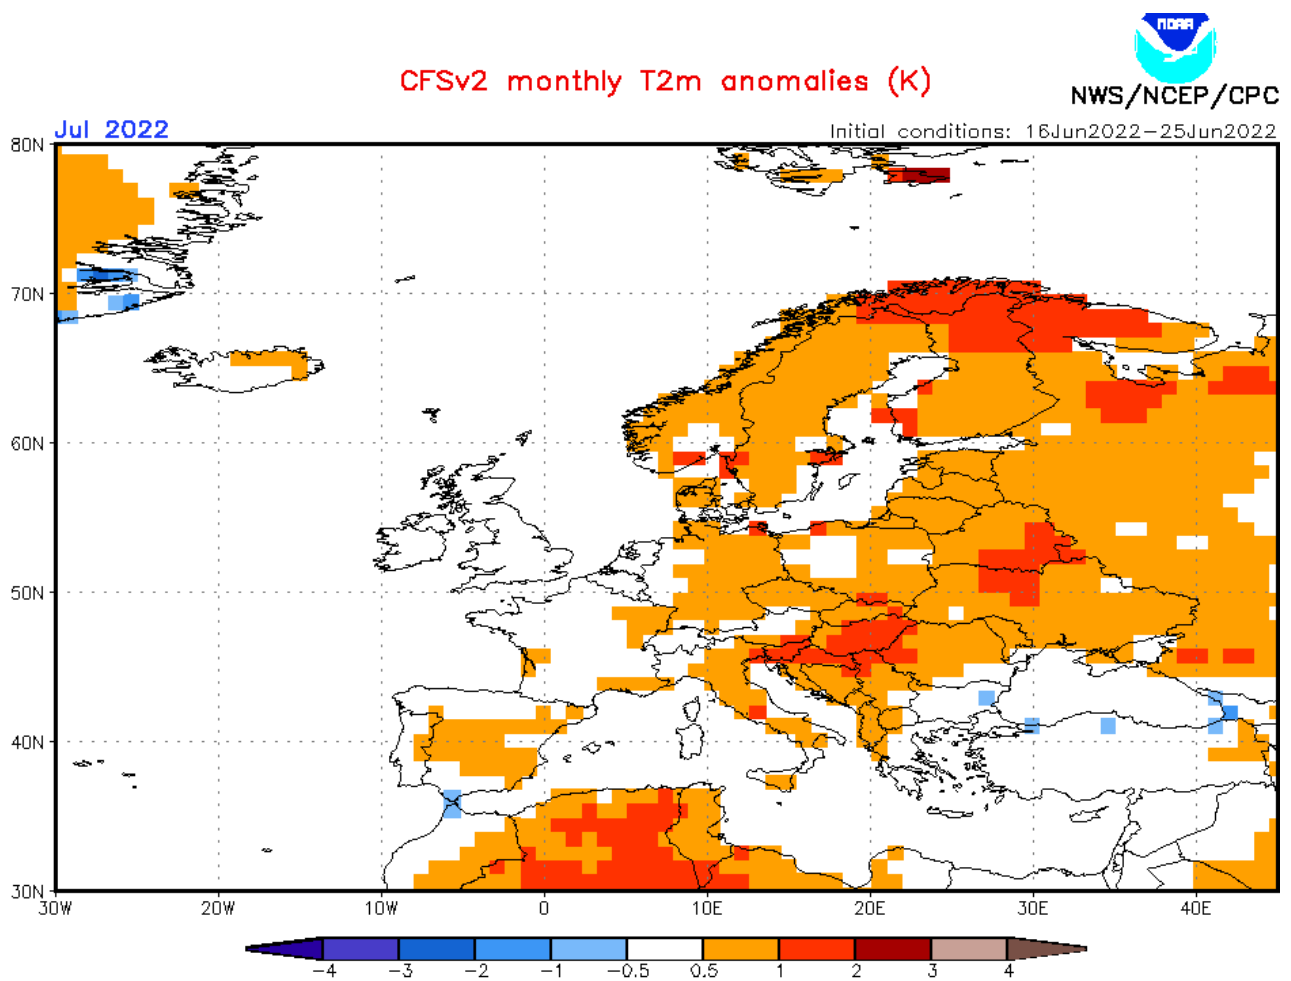 NOAA
CFSv2 monthly T2m anomalies (K)
NWS/NCEP/CPC
Jul 2022
Initial conditions: 16Jun2022–25Jun2022
80N
70N
60N
50N
40N
30N
30W 20W 10W 0 10E 20E 30E 40E
−4 −3 −2 −1 −0.5 0.5 1 2 3 4